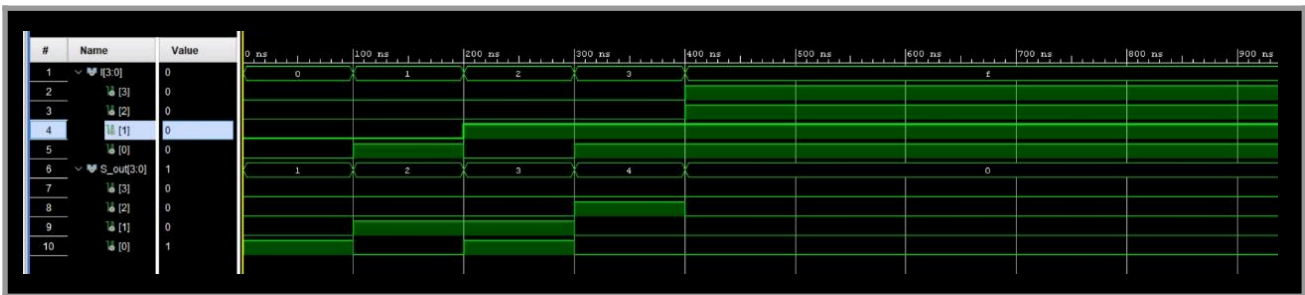 # Name Value 0 ns 100 ns 200 ns 300 ns 400 ns 500 ns 600 ns 700 ns 800 ns 900 ns
1 I[3:0] 0 0 1 2 3 f
2 [3] 0
3 [2] 0
4 [1] 0
5 [0] 0
6 S_out[3:0] 1 1 2 3 4 0
7 [3] 0
8 [2] 0
9 [1] 0
10 [0] 1